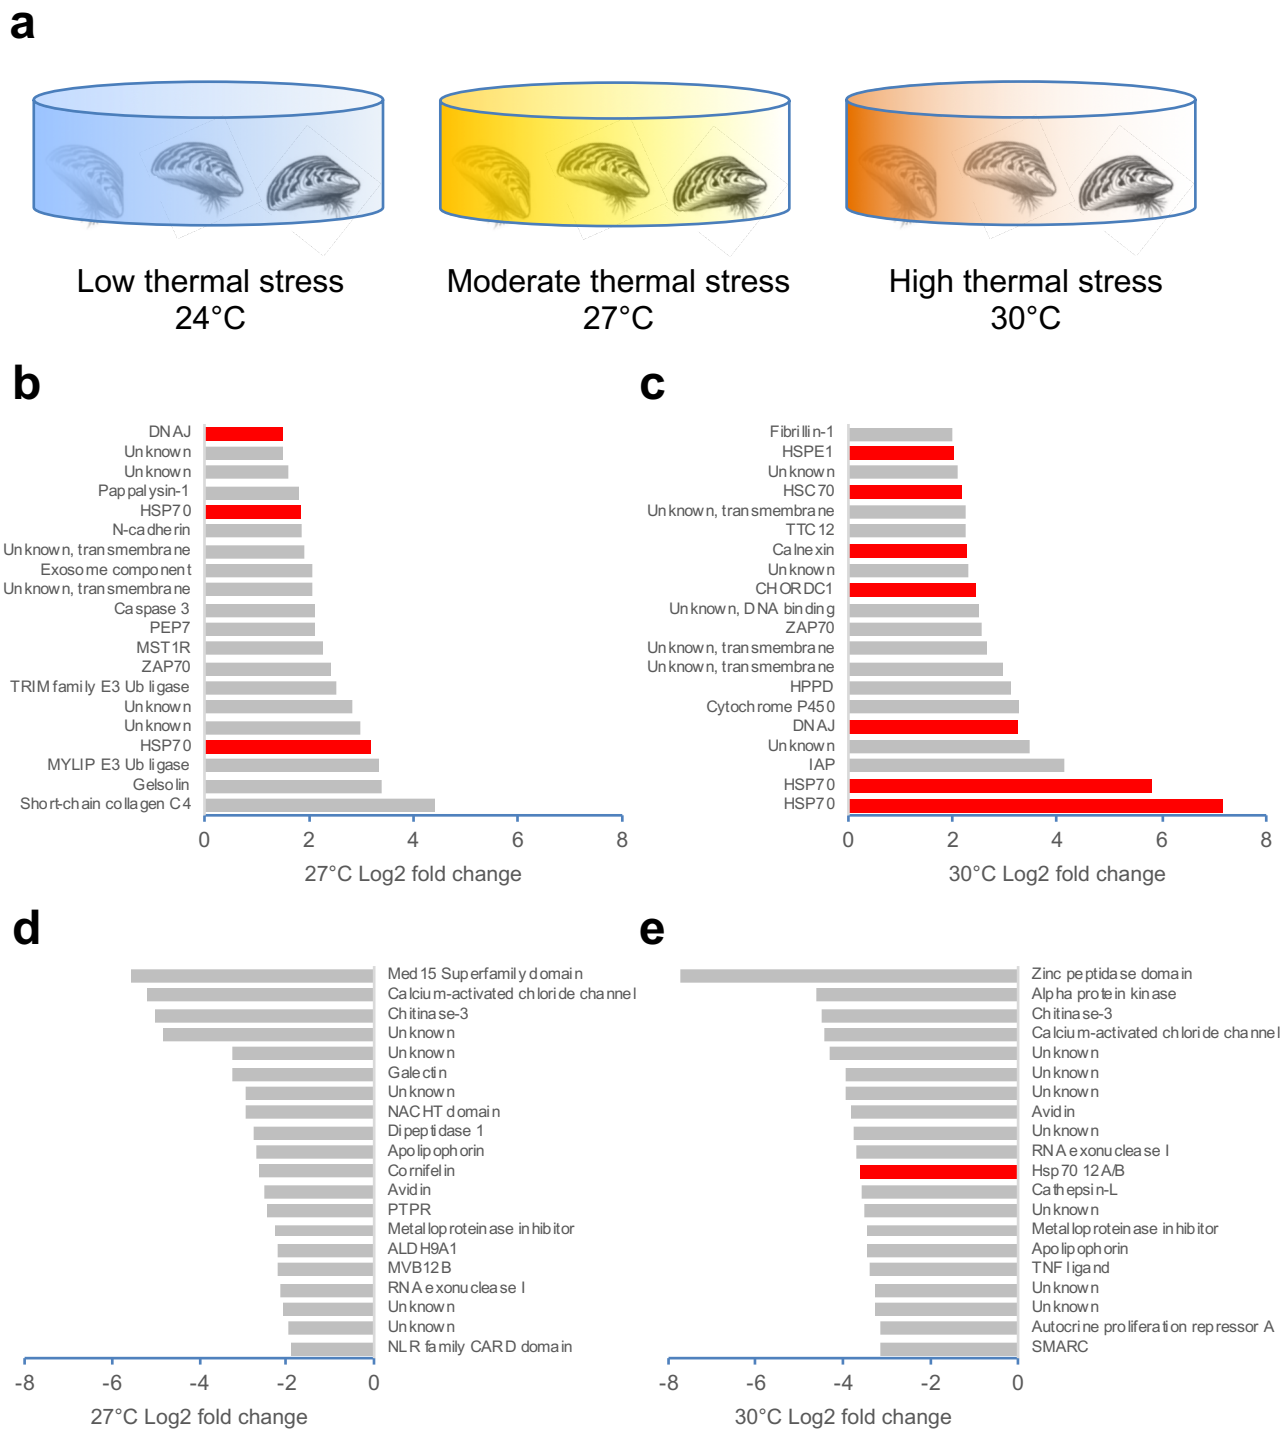 a
Low thermal stress
24°C
Moderate thermal stress
27°C
High thermal stress
30°C
b
DNAJ
Unknown
Unknown
Pappalysin-1
HSP70
N-cadherin
Unknown, transmembrane
Exosome component
Unknown, transmembrane
Caspase 3
PEP7
MST1R
ZAP70
TRIM family E3 Ub ligase
Unknown
Unknown
HSP70
MYLIP E3 Ub ligase
Gelsolin
Short-chain collagen C4
0 2 4 6 8
27°C Log2 fold change
c
Fibrillin-1
HSPE1
Unknown
HSC70
Unknown, transmembrane
TTC12
Calnexin
Unknown
CHORDC1
Unknown, DNA binding
ZAP70
Unknown, transmembrane
Unknown, transmembrane
HPPD
Cytochrome P450
DNAJ
Unknown
IAP
HSP70
HSP70
0 2 4 6 8
30°C Log2 fold change
d
Med15 Superfamily domain
Calcium-activated chloride channel
Chitinase-3
Unknown
Unknown
Galectin
Unknown
NACHT domain
Dipeptidase 1
Apolipophorin
Cornifelin
Avidin
PTPR
Metalloproteinase inhibitor
ALDH9A1
MVB12B
RNA exonuclease I
Unknown
Unknown
NLR family CARD domain
-8 -6 -4 -2 0
27°C Log2 fold change
e
Zinc peptidase domain
Alpha protein kinase
Chitinase-3
Calcium-activated chloride channel
Unknown
Unknown
Unknown
Avidin
Unknown
RNA exonuclease I
Hsp70 12A/B
Cathepsin-L
Unknown
Metalloproteinase inhibitor
Apolipophorin
TNF ligand
Unknown
Unknown
Autocrine proliferation repressor A
SMARC
-8 -6 -4 -2 0
30°C Log2 fold change